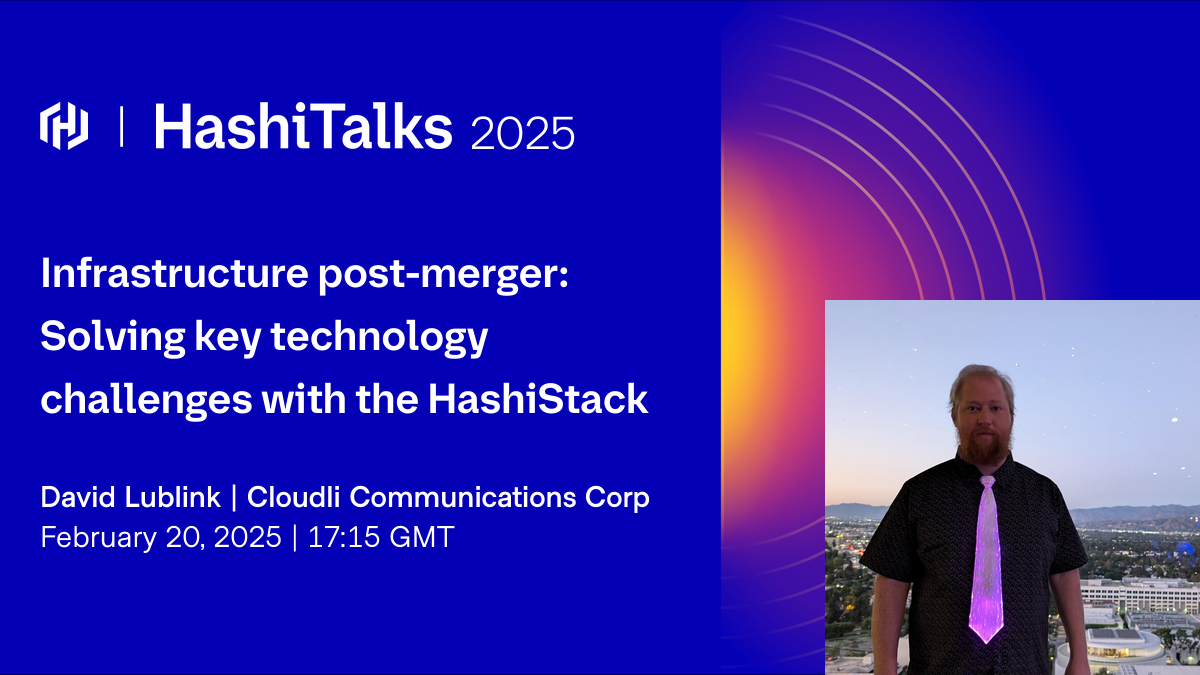 HashiTalks 2025
Infrastructure post-merger:
Solving key technology
challenges with the HashiStack
David Lublink | Cloudli Communications Corp
February 20, 2025 | 17:15 GMT